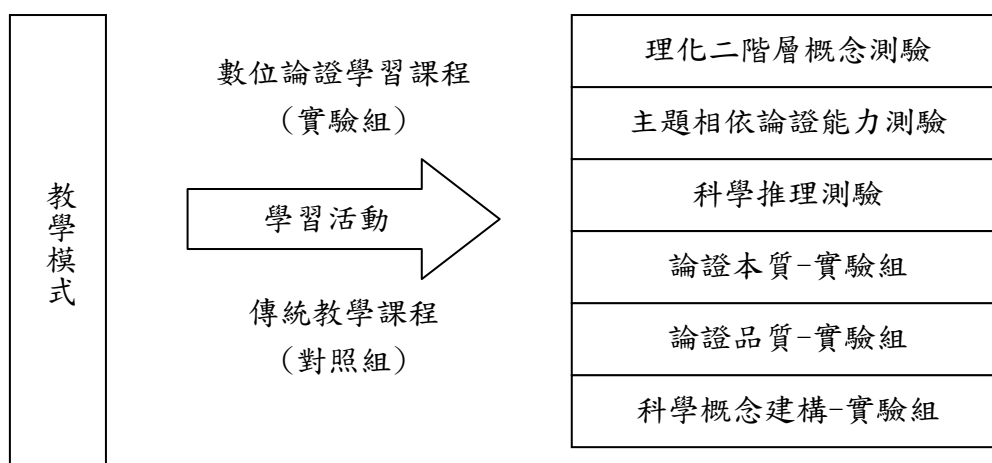 教學模式
數位論證學習課程
（實驗組）
學習活動
傳統教學課程
（對照組）
理化二階層概念測驗
主題相依論證能力測驗
科學推理測驗
論證本質-實驗組
論證品質-實驗組
科學概念建構-實驗組